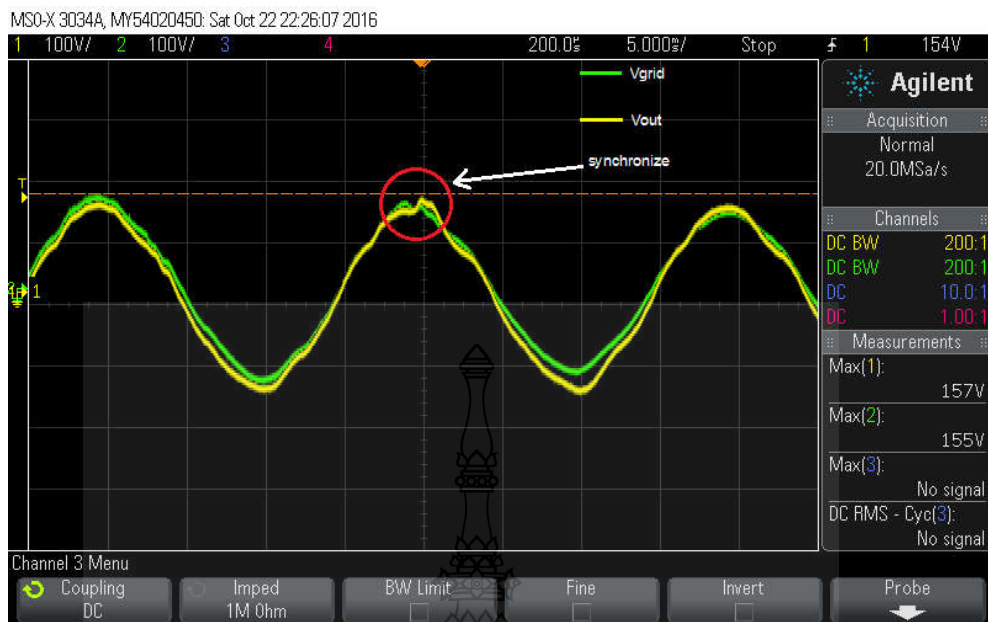 MSO-X 3034A, MY54020450: Sat Oct 22 22:26:07 2016
1 100V/ 2 100V/ 3 4 200.0µs 5.000ms/ Stop 1 154V
Vgrid
Vout
synchronize
T
1
Agilent
Acquisition
Normal
20.0MSa/s
Channels
DC BW 200:1
DC BW 200:1
DC 10.0:1
DC 1.00:1
Measurements
Max(1):
157V
Max(2):
155V
Max(3):
No signal
DC RMS - Cyc(3):
No signal
Channel 3 Menu
Coupling Imped BW Limit Fine Invert Probe
DC 1M Ohm